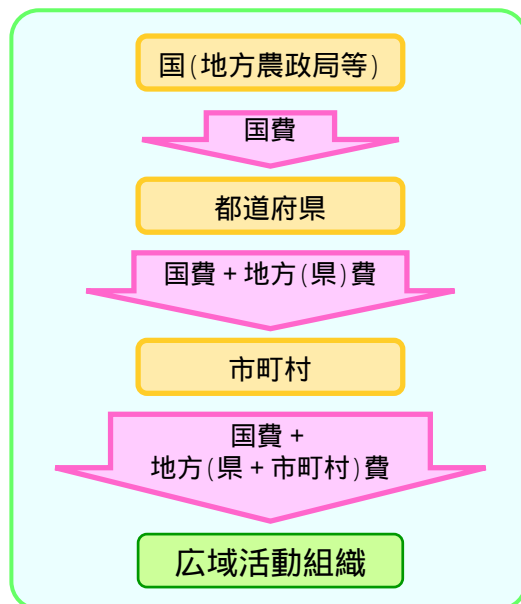 国(地方農政局等)
国費
都道府県
国費+地方(県)費
市町村
国費+
地方(県+市町村)費
広域活動組織